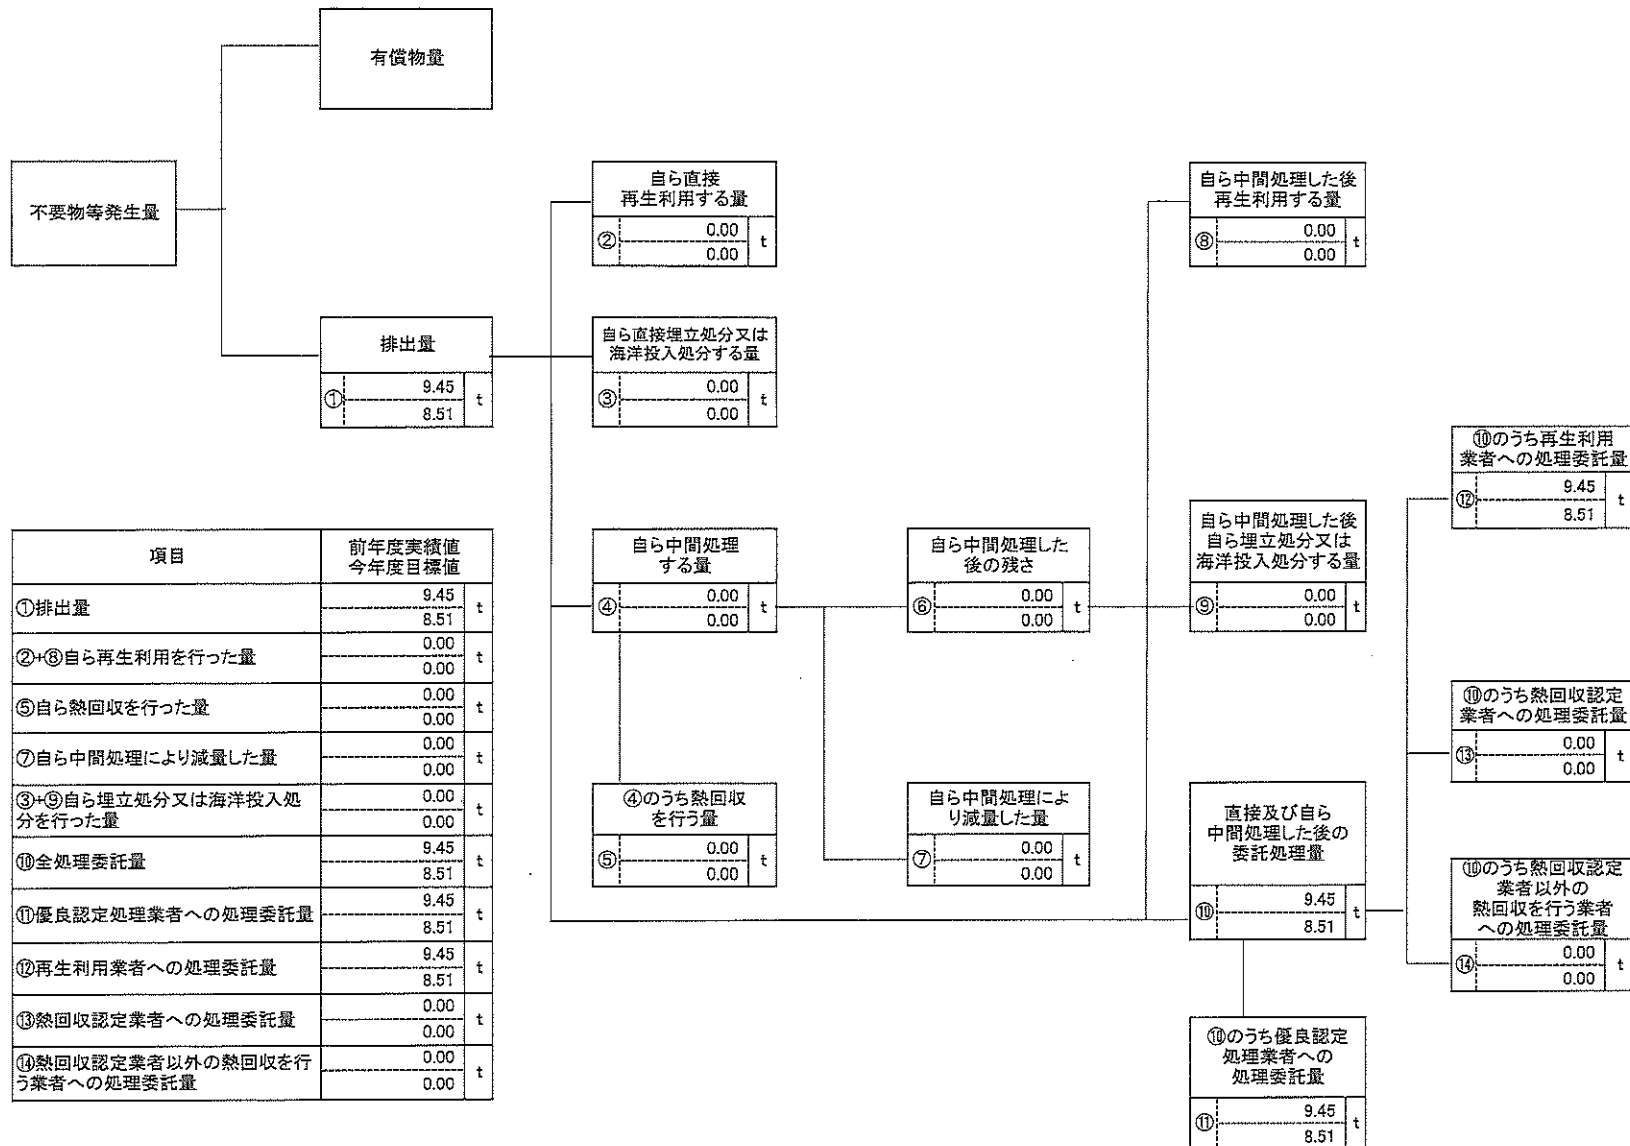 有償物量
不要物等発生量
排出量
①
9.45
8.51
t
自ら直接
再生利用する量
②
0.00
0.00
t
自ら直接埋立処分又は
海洋投入処分する量
③
0.00
0.00
t
自ら中間処理
する量
④
0.00
0.00
t
④のうち熱回収
を行う量
⑤
0.00
0.00
t
自ら中間処理した
後の残さ
⑥
0.00
0.00
t
自ら中間処理によ
り減量した量
⑦
0.00
0.00
t
自ら中間処理した後
再生利用する量
⑧
0.00
0.00
t
自ら中間処理した後
自ら埋立処分又は
海洋投入処分する量
⑨
0.00
0.00
t
直接及び自ら
中間処理した後の
委託処理量
⑩
9.45
8.51
t
⑩のうち優良認定
処理業者への
処理委託量
⑪
9.45
8.51
t
⑩のうち再生利用
業者への処理委託量
⑫
9.45
8.51
t
⑩のうち熱回収認定
業者への処理委託量
⑬
0.00
0.00
t
⑩のうち熱回収認定
業者以外の
熱回収を行う業者
への処理委託量
⑭
0.00
0.00
t
項目
前年度実績値
今年度目標値
①排出量
9.45
8.51
t
②+⑧自ら再生利用を行った量
0.00
0.00
t
⑤自ら熱回収を行った量
0.00
0.00
t
⑦自ら中間処理により減量した量
0.00
0.00
t
③+⑨自ら埋立処分又は海洋投入処
分を行った量
0.00
0.00
t
⑩全処理委託量
9.45
8.51
t
⑪優良認定処理業者への処理委託量
9.45
8.51
t
⑫再生利用業者への処理委託量
9.45
8.51
t
⑬熱回収認定業者への処理委託量
0.00
0.00
t
⑭熱回収認定業者以外の熱回収を行
う業者への処理委託量
0.00
0.00
t